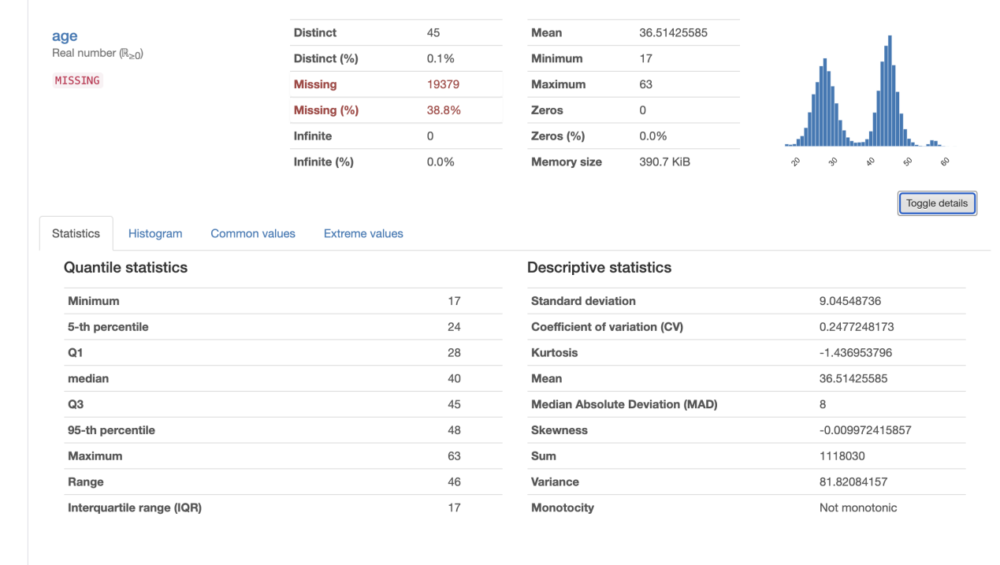 age
Real number (ℝ≥0)
MISSING
Distinct 45
Distinct (%) 0.1%
Missing 19379
Missing (%) 38.8%
Infinite 0
Infinite (%) 0.0%
Mean 36.51425585
Minimum 17
Maximum 63
Zeros 0
Zeros (%) 0.0%
Memory size 390.7 KiB
20 30 40 50 60
Toggle details
Statistics Histogram Common values Extreme values
Quantile statistics
Minimum 17
5-th percentile 24
Q1 28
median 40
Q3 45
95-th percentile 48
Maximum 63
Range 46
Interquartile range (IQR) 17
Descriptive statistics
Standard deviation 9.04548736
Coefficient of variation (CV) 0.2477248173
Kurtosis -1.436953796
Mean 36.51425585
Median Absolute Deviation (MAD) 8
Skewness -0.009972415857
Sum 1118030
Variance 81.82084157
Monotocity Not monotonic